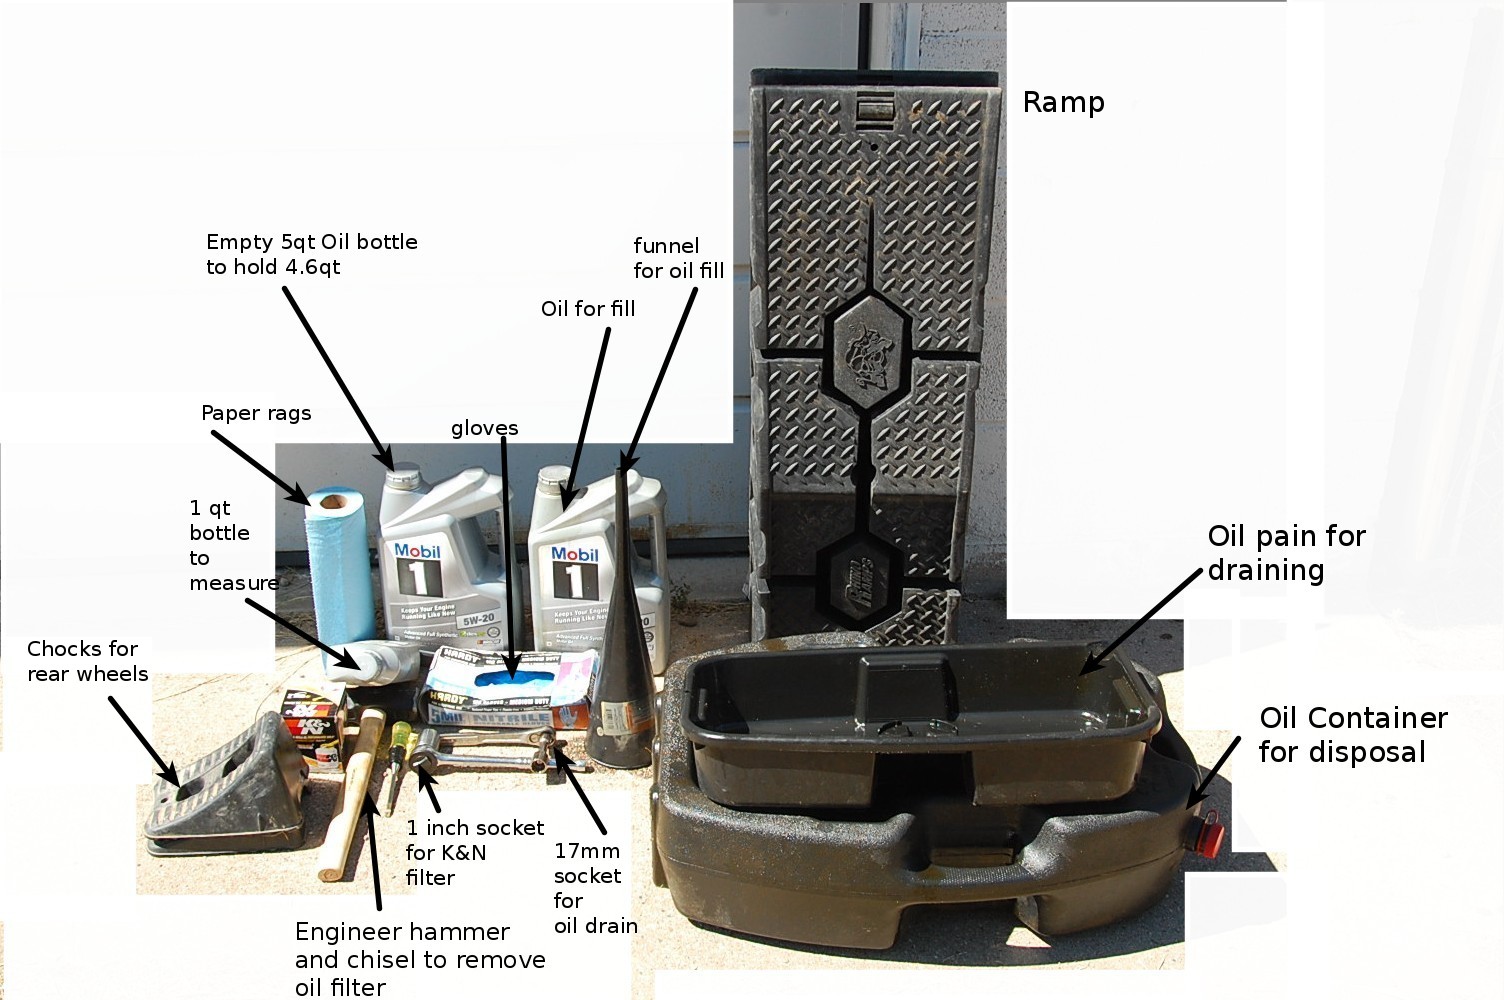 Ramp
Empty 5qt Oil bottle
to hold 4.6qt
funnel
for oil fill
Oil for fill
Paper rags
gloves
1 qt
bottle
to
measure
Mobil
1
Keeps Your Engine
Running Like New
5W-20
Advanced Full Synthetic
Mobil
1
Keeps Your Engine
Running Like New
20
Advanced Full Synthetic
Oil pain for
draining
Chocks for
rear wheels
HARDY
HARDY
5Mil NITRILE
K&N
Oil Container
for disposal
1 inch socket
for K&N
filter
17mm
socket
for
oil drain
Engineer hammer
and chisel to remove
oil filter